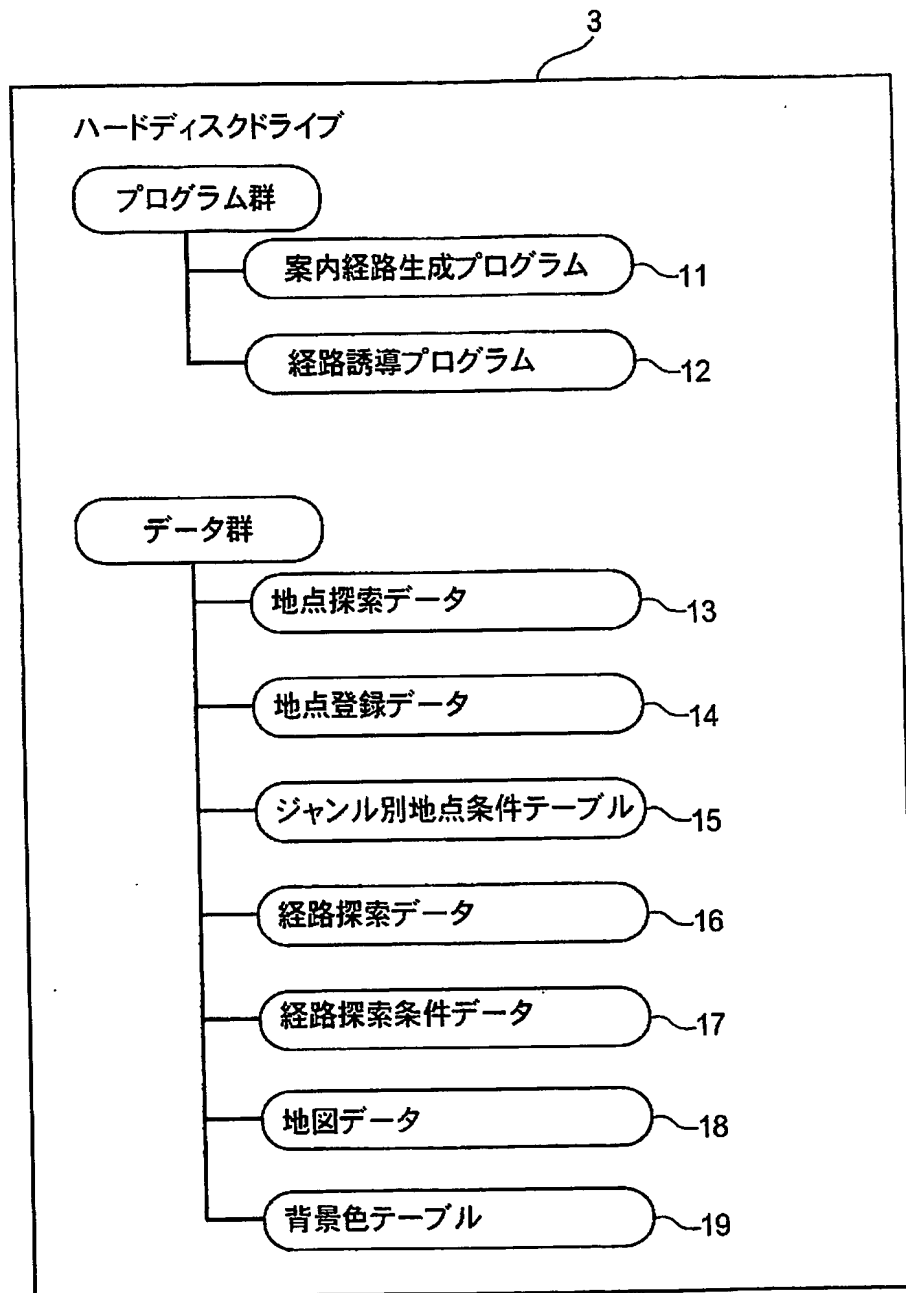 3
ハードディスクドライブ
プログラム群
案内経路生成プログラム 11
経路誘導プログラム 12
データ群
地点探索データ 13
地点登録データ 14
ジャンル別地点条件テーブル 15
経路探索データ 16
経路探索条件データ 17
地図データ 18
背景色テーブル 19